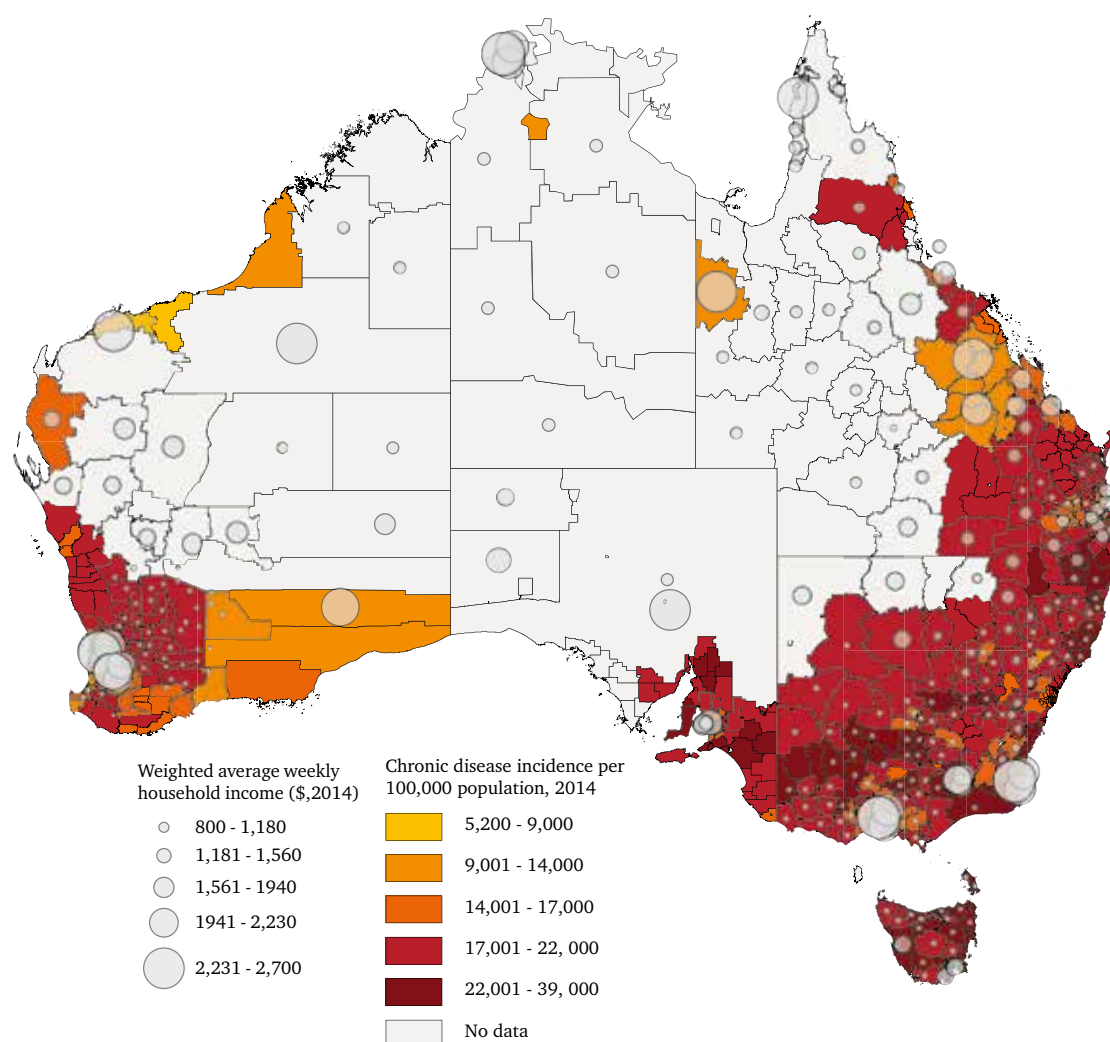 Weighted average weekly
household income ($,2014)
800 - 1,180
1,181 - 1,560
1,561 - 1940
1941 - 2,230
2,231 - 2,700
Chronic disease incidence per
100,000 population, 2014
5,200 - 9,000
9,001 - 14,000
14,001 - 17,000
17,001 - 22, 000
22,001 - 39, 000
No data